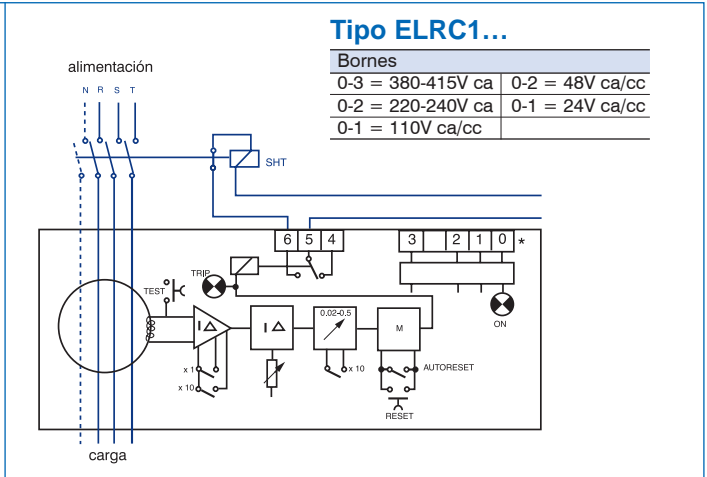 Tipo ELRC1...
Bornes
0-3 = 380-415V ca 0-2 = 48V ca/cc
0-2 = 220-240V ca 0-1 = 24V ca/cc
0-1 = 110V ca/cc
alimentación
N R S T
SHT
6 5 4
3 2 1 0 *
TRIP
TEST
ON
I Δ
I Δ
0.02-0.5
M
x 1
x 10
x 10
AUTORESET
RESET
carga